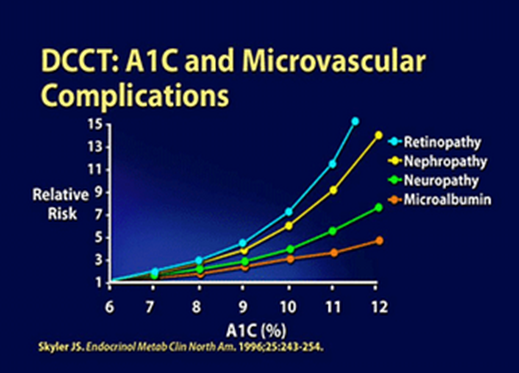 DCCT: A1C and Microvascular
Complications
15
13
11
9
7
5
3
1
Relative
Risk
Retinopathy
Nephropathy
Neuropathy
Microalbumin
6 7 8 9 10 11 12
A1C (%)
Skyler JS. Endocrinol Metab Clin North Am. 1996;25:243-254.